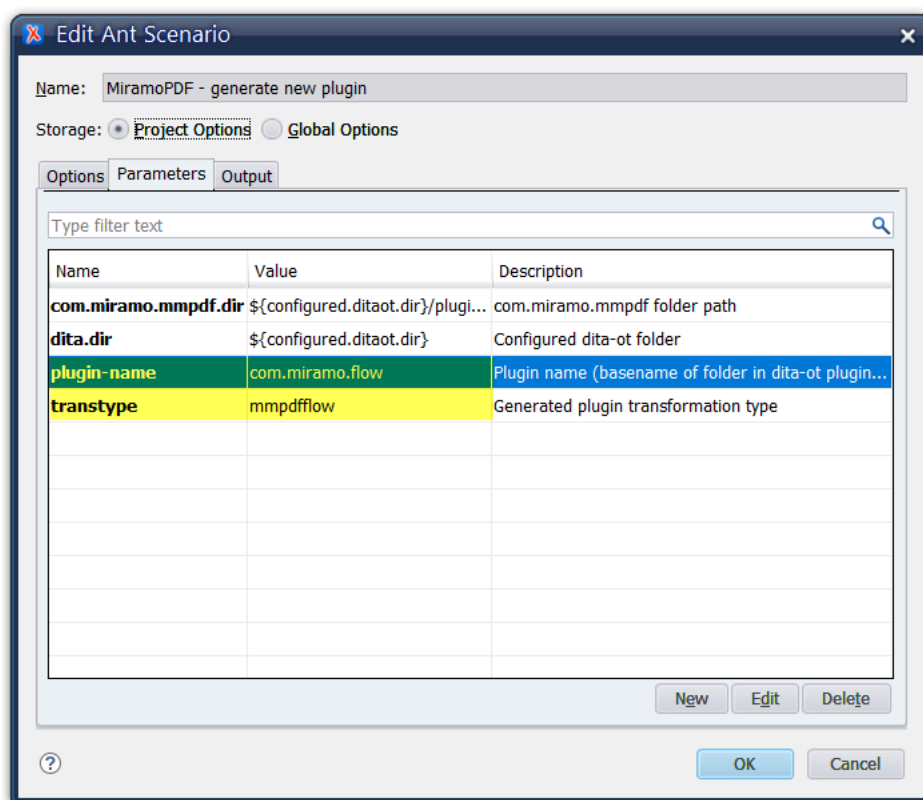 Edit Ant Scenario
Name: MiramoPDF - generate new plugin
Storage: Project Options Global Options
Options Parameters Output
Type filter text
Name Value Description
com.miramo.mmpdf.dir ${configured.ditaot.dir}/plugi... com.miramo.mmpdf folder path
dita.dir ${configured.ditaot.dir} Configured dita-ot folder
plugin-name com.miramo.flow Plugin name (basename of folder in dita-ot plugin...
transtype mmpdfflow Generated plugin transformation type
New Edit Delete
? OK Cancel